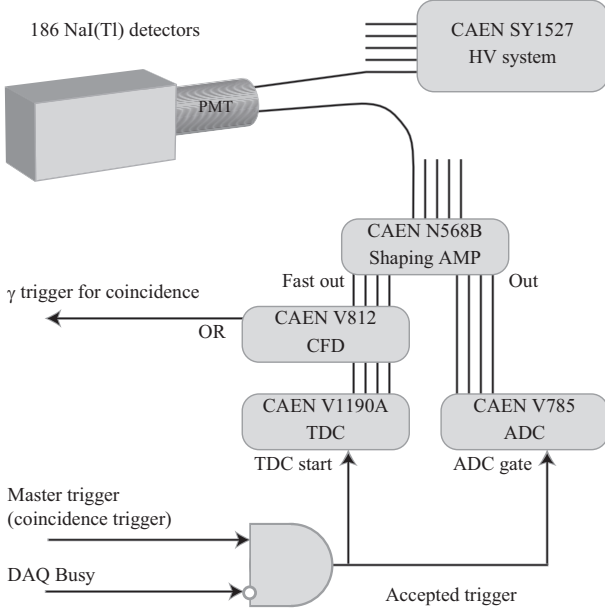 186 NaI(Tl) detectors
CAEN SY1527
HV system
PMT
CAEN N568B
Shaping AMP
Fast out
Out
γ trigger for coincidence
OR
CAEN V812
CFD
CAEN V1190A
TDC
CAEN V785
ADC
TDC start
ADC gate
Master trigger
(coincidence trigger)
DAQ Busy
Accepted trigger